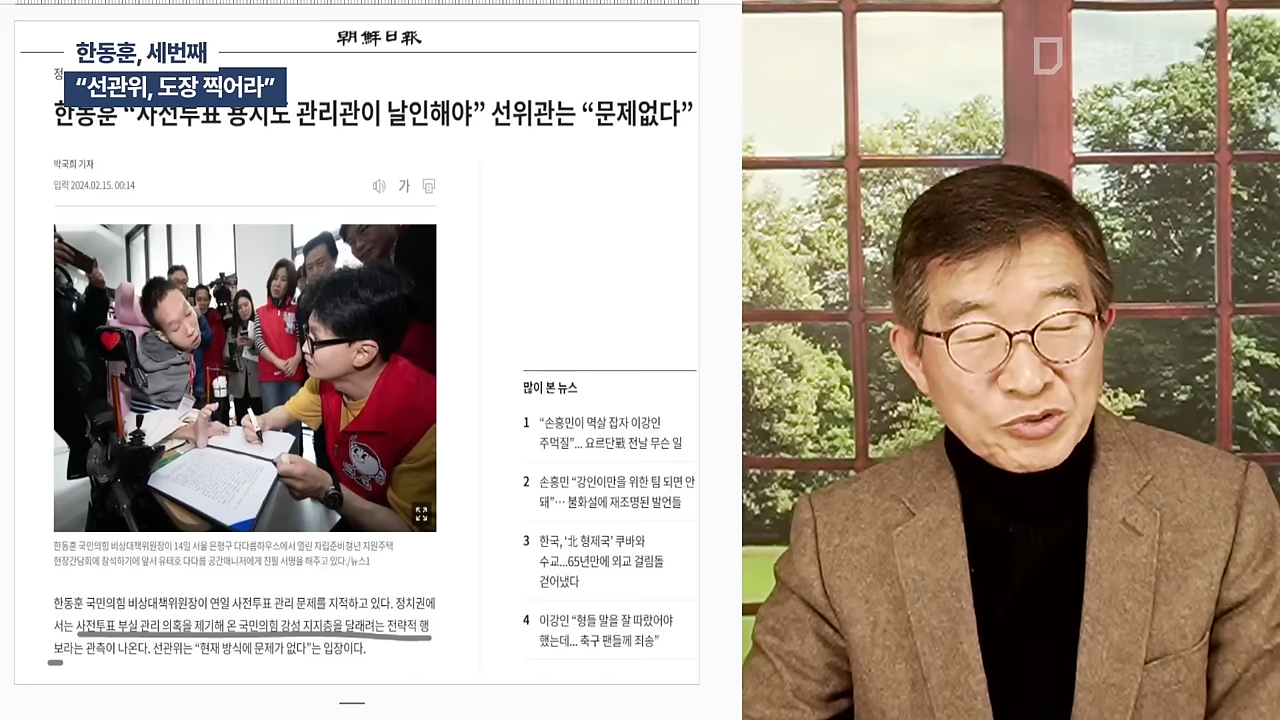 朝鮮日報
한동훈, 세번째
“선관위, 도장 찍어라”
한동훈 “사전투표 용지도 관리관이 날인해야” 선위관는 “문제없다”
박국희 기자
입력 2024.02.15. 00:14
가
한동훈 국민의힘 비상대책위원장이 14일 서울 은평구 다다름하우스에서 열린 자립준비청년 지원주택
현장간담회에 참석하기에 앞서 유태호 다다름 공간매니저에게 친필 서명을 해주고 있다./뉴스1
한동훈 국민의힘 비상대책위원장이 연일 사전투표 관리 문제를 지적하고 있다. 정치권에
서는 사전투표 부실 관리 의혹을 제기해 온 국민의힘 강성 지지층을 달래려는 전략적 행
보라는 관측이 나온다. 선관위는 “현재 방식에 문제가 없다”는 입장이다.
많이 본 뉴스
1 “손흥민이 멱살 잡자 이강인
주먹질”... 요르단戰 전날 무슨 일
2 손흥민 “강인이만을 위한 팀 되면 안
돼”… 불화설에 재조명된 발언들
3 한국, ‘北 형제국’ 쿠바와
수교...65년만에 외교 걸림돌
걷어냈다
4 이강인 “형들 말을 잘 따랐어야
했는데... 축구 팬들께 죄송”